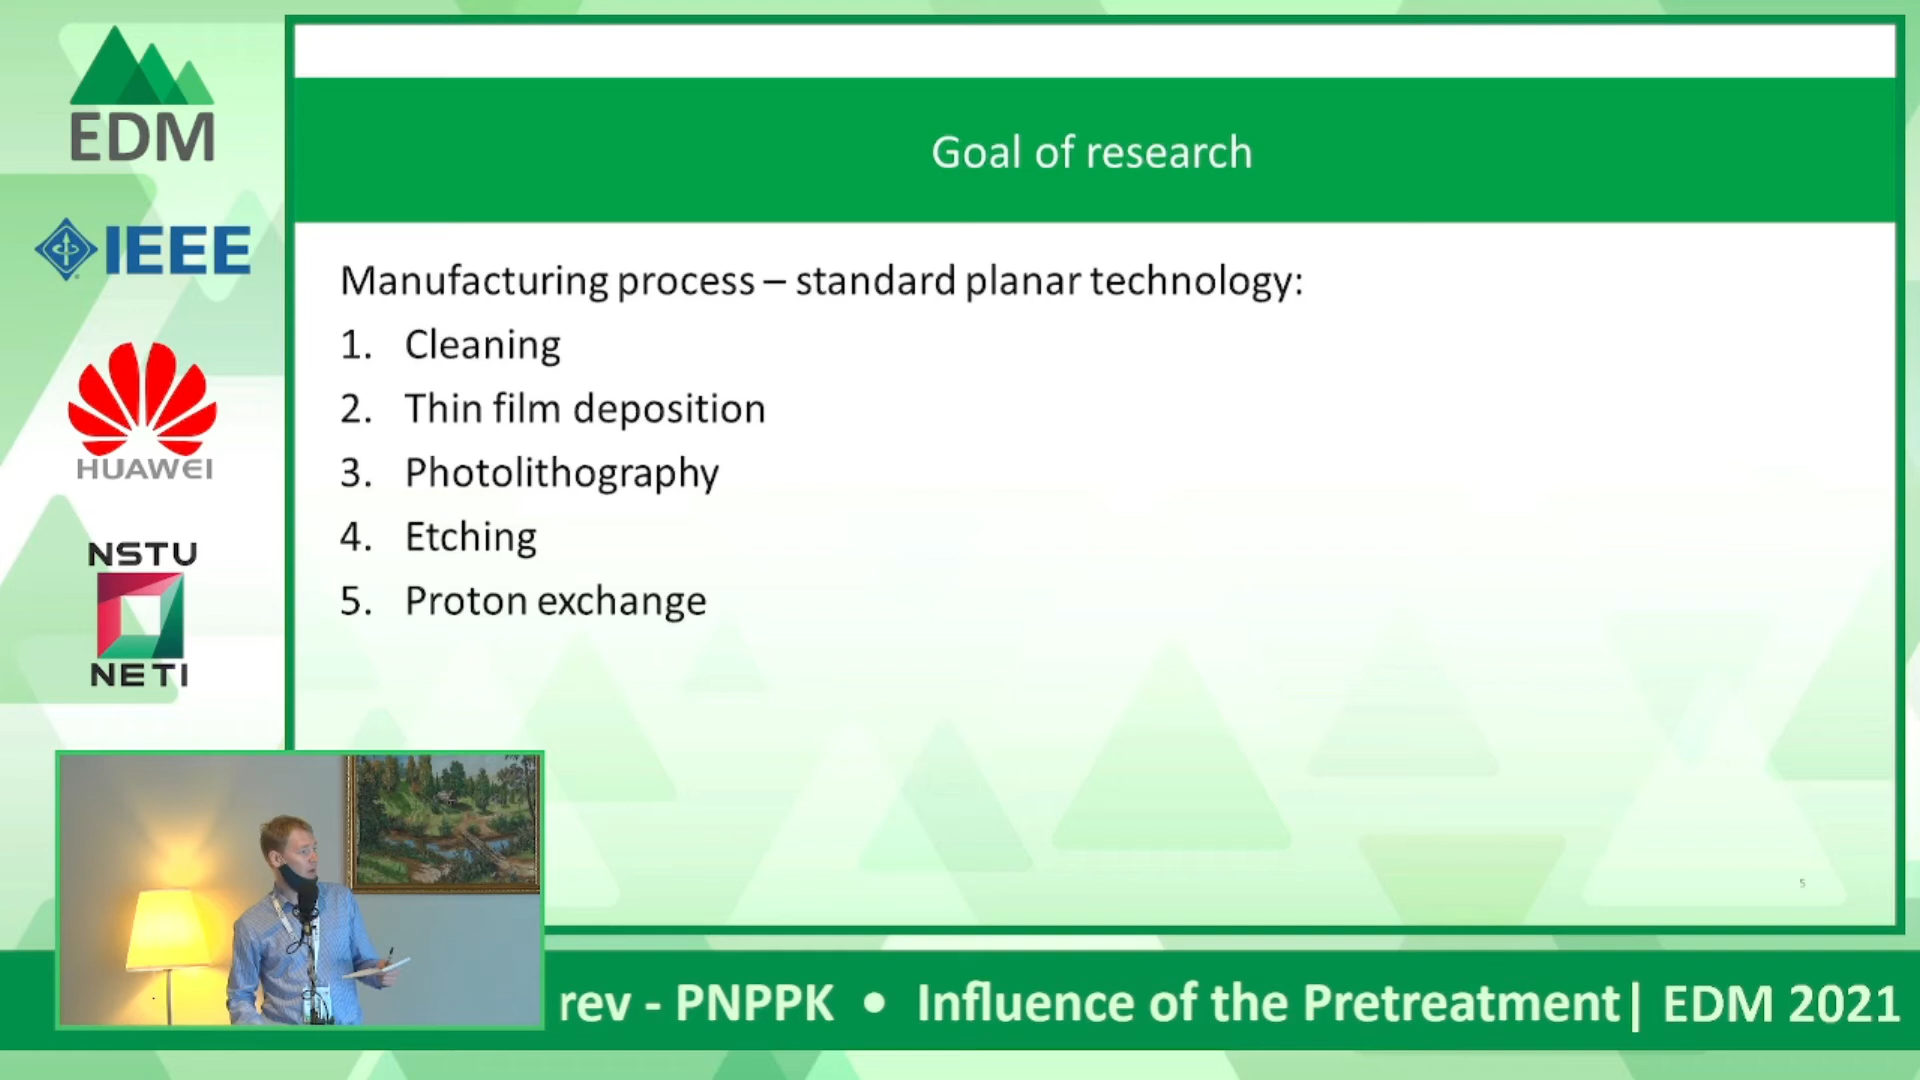 EDM
IEEE
HUAWEI
NSTU
NETI
Goal of research
Manufacturing process – standard planar technology:
1. Cleaning
2. Thin film deposition
3. Photolithography
4. Etching
5. Proton exchange
5
rev - PNPPK • Influence of the Pretreatment | EDM 2021